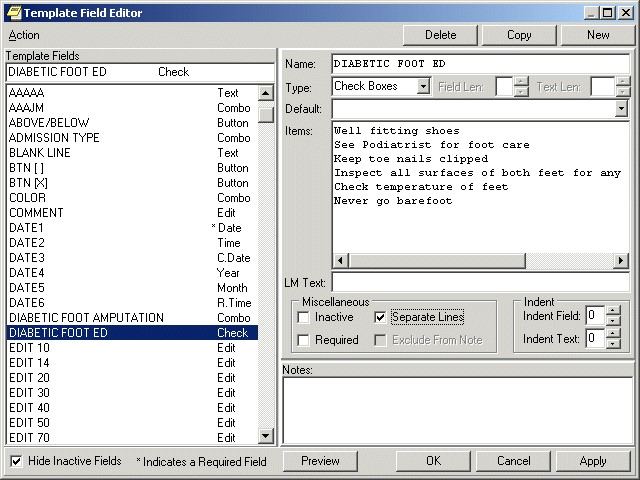 Template Field Editor
Action
Delete Copy New
Template Fields
DIABETIC FOOT ED Check
AAAAA Text
AAAJM Combo
ABOVE/BELOW Button
ADMISSION TYPE Combo
BLANK LINE Text
BTN [ ] Button
BTN [X] Button
COLOR Combo
COMMENT Edit
DATE1 * Date
DATE2 Time
DATE3 C.Date
DATE4 Year
DATE5 Month
DATE6 R.Time
DIABETIC FOOT AMPUTATION Combo
DIABETIC FOOT ED Check
EDIT 10 Edit
EDIT 14 Edit
EDIT 20 Edit
EDIT 30 Edit
EDIT 40 Edit
EDIT 50 Edit
EDIT 70 Edit
Name: DIABETIC FOOT ED
Type: Check Boxes Field Len: Text Len:
Default:
Items:
Well fitting shoes
See Podiatrist for foot care
Keep toe nails clipped
Inspect all surfaces of both feet for any
Check temperature of feet
Never go barefoot
LM Text:
Miscellaneous
Inactive Separate Lines
Required Exclude From Note
Indent
Indent Field: 0
Indent Text: 0
Notes:
Hide Inactive Fields * Indicates a Required Field Preview OK Cancel Apply